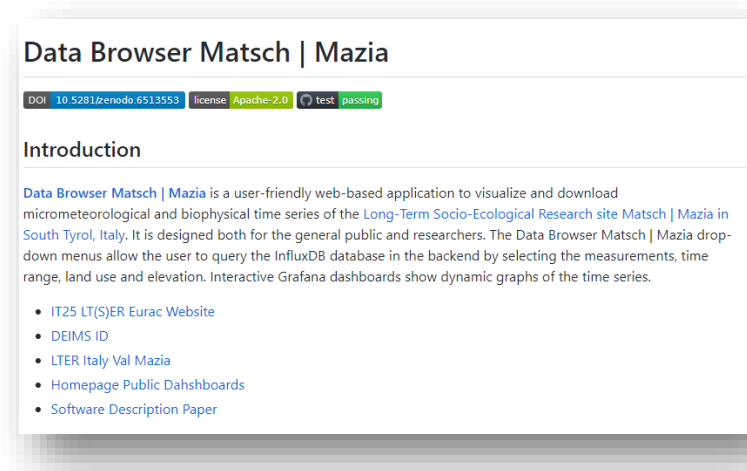 Data Browser Matsch | Mazia
DOI 10.5281/zenodo.6513553 license Apache-2.0 test passing
Introduction
Data Browser Matsch | Mazia is a user-friendly web-based application to visualize and download
micrometeorological and biophysical time series of the Long-Term Socio-Ecological Research site Matsch | Mazia in
South Tyrol, Italy. It is designed both for the general public and researchers. The Data Browser Matsch | Mazia drop-
down menus allow the user to query the InfluxDB database in the backend by selecting the measurements, time
range, land use and elevation. Interactive Grafana dashboards show dynamic graphs of the time series.
• IT25 LT(S)ER Eurac Website
• DEIMS ID
• LTER Italy Val Mazia
• Homepage Public Dahshboards
• Software Description Paper